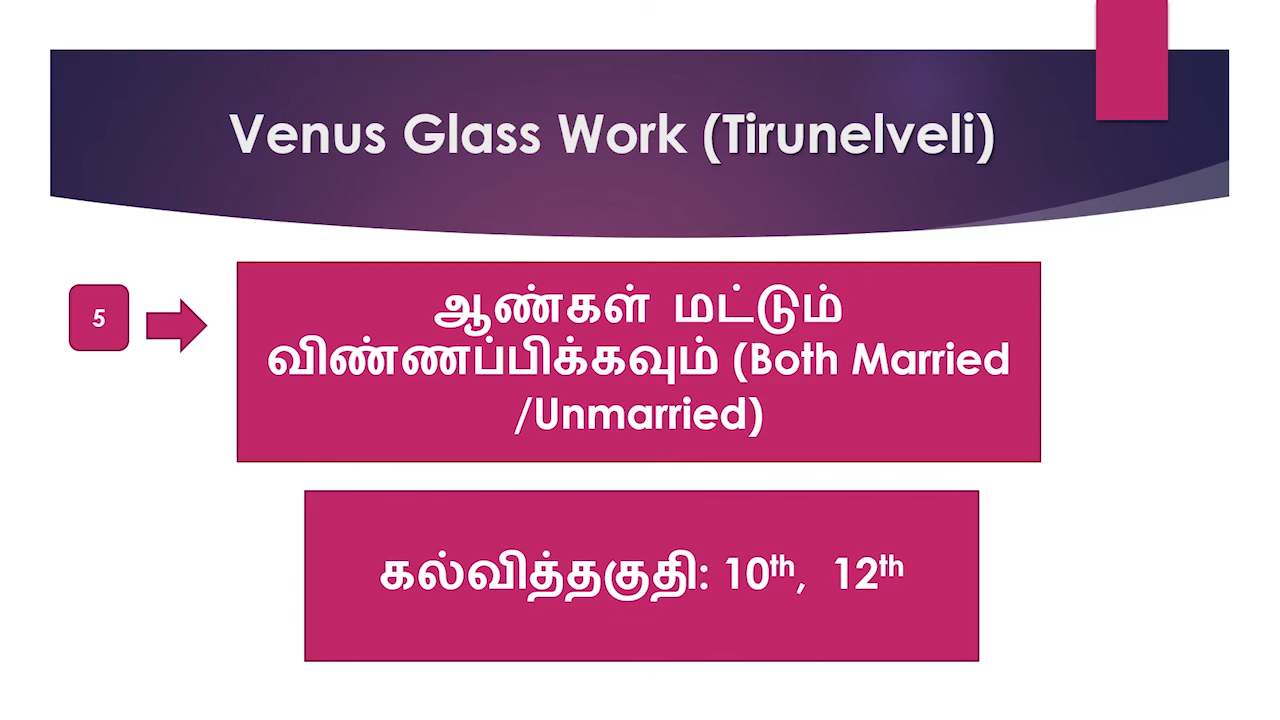 Venus Glass Work (Tirunelveli)
5
ஆண்கள் மட்டும்
விண்ணப்பிக்கவும் (Both Married
/Unmarried)
கல்வித்தகுதி: 10th, 12th